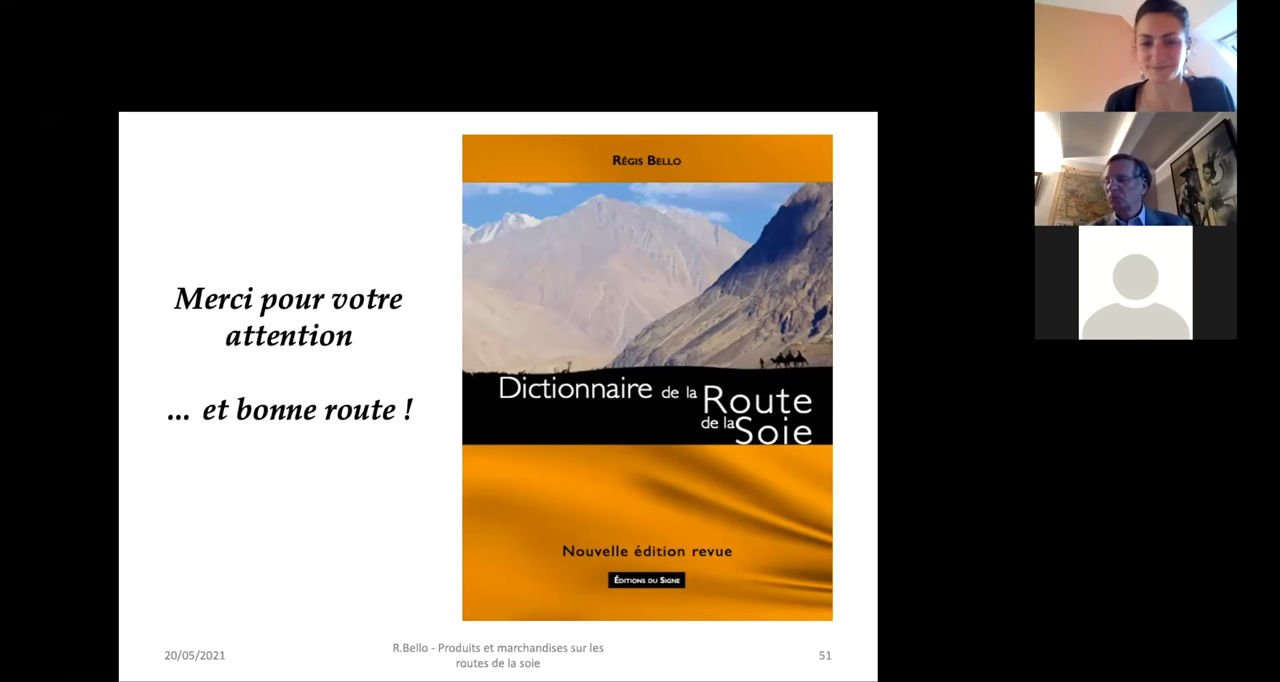 Merci pour votre
attention
... et bonne route !
RÉGIS BELLO
Dictionnaire de la Route
de la Soie
Nouvelle édition revue
ÉDITIONS DU SIGNE
20/05/2021
R.Bello - Produits et marchandises sur les
routes de la soie
51